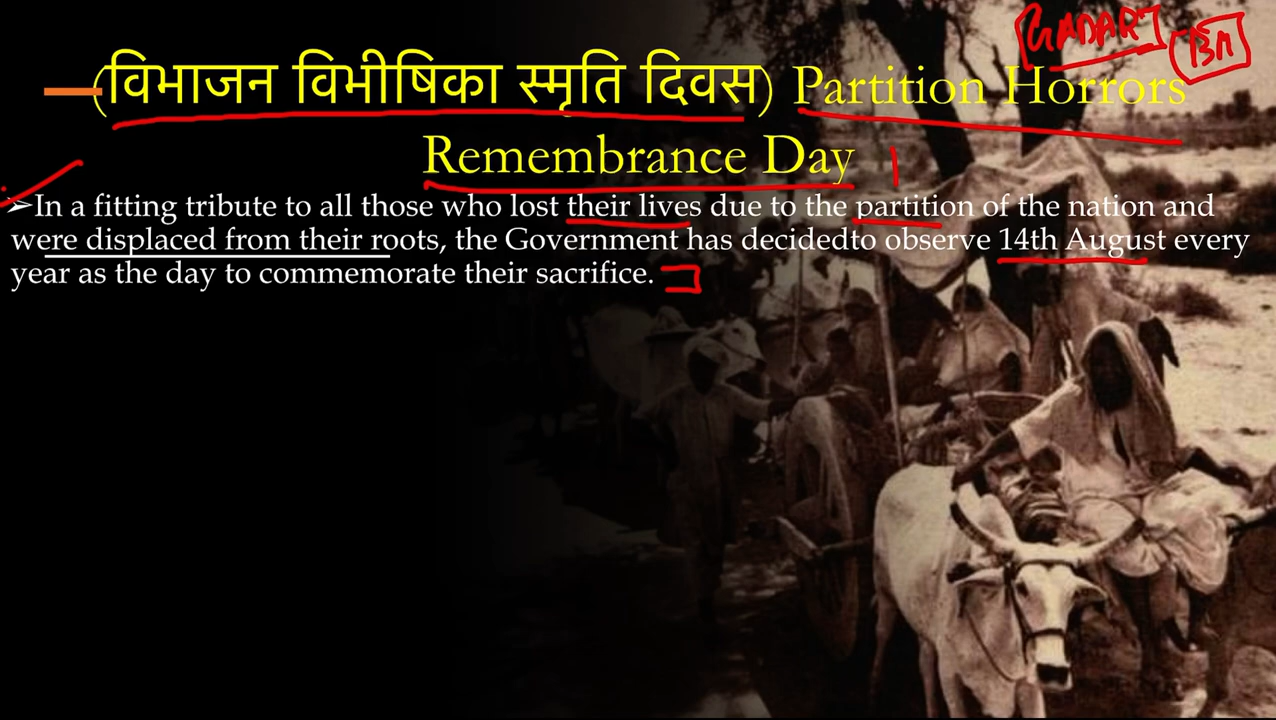 [GADAR]
(विभाजन विभीषिका स्मृति दिवस) Partition Horrors
Remembrance Day
➢In a fitting tribute to all those who lost their lives due to the partition of the nation and
were displaced from their roots, the Government has decidedto observe 14th August every
year as the day to commemorate their sacrifice.